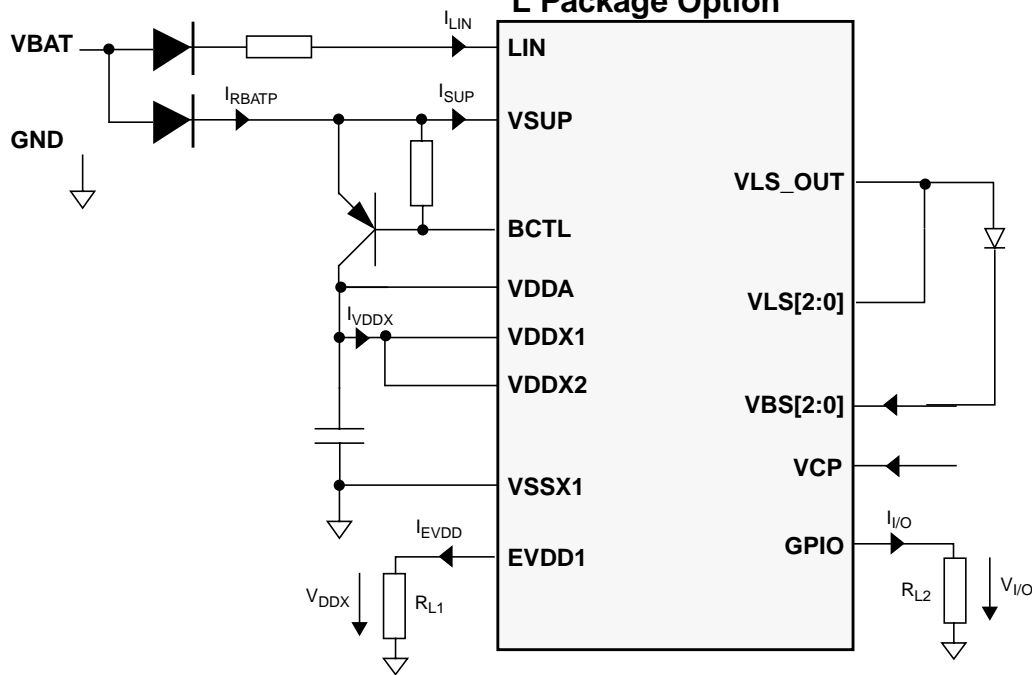 L Package Option
VBAT
GND
I_LIN
I_RBATP
I_SUP
LIN
VSUP
BCTL
VDDA
I_VDDX
VDDX1
VDDX2
VSSX1
I_EVDD
EVDD1
V_DDX
R_L1
VLS_OUT
VLS[2:0]
VBS[2:0]
VCP
GPIO
I_I/O
R_L2
V_I/O